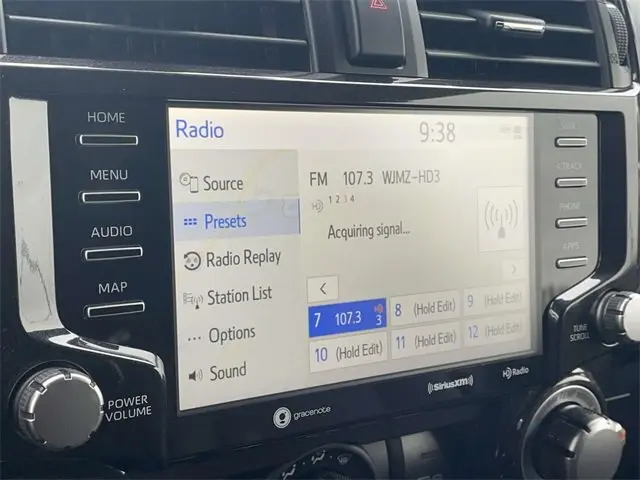 HOME
MENU
AUDIO
MAP
POWER
VOLUME
Radio
9:38
Source
Presets
Radio Replay
Station List
Options
Sound
FM 107.3 WJMZ-HD3
1 2 3 4
Acquiring signal...
7 107.3 3
8 (Hold Edit)
9 (Hold Edit)
10 (Hold Edit)
11 (Hold Edit)
12 (Hold Edit)
gracenote
((SiriusXM))
HD Radio
TRACK
PHONE
APPS
TUNE
SCROLL